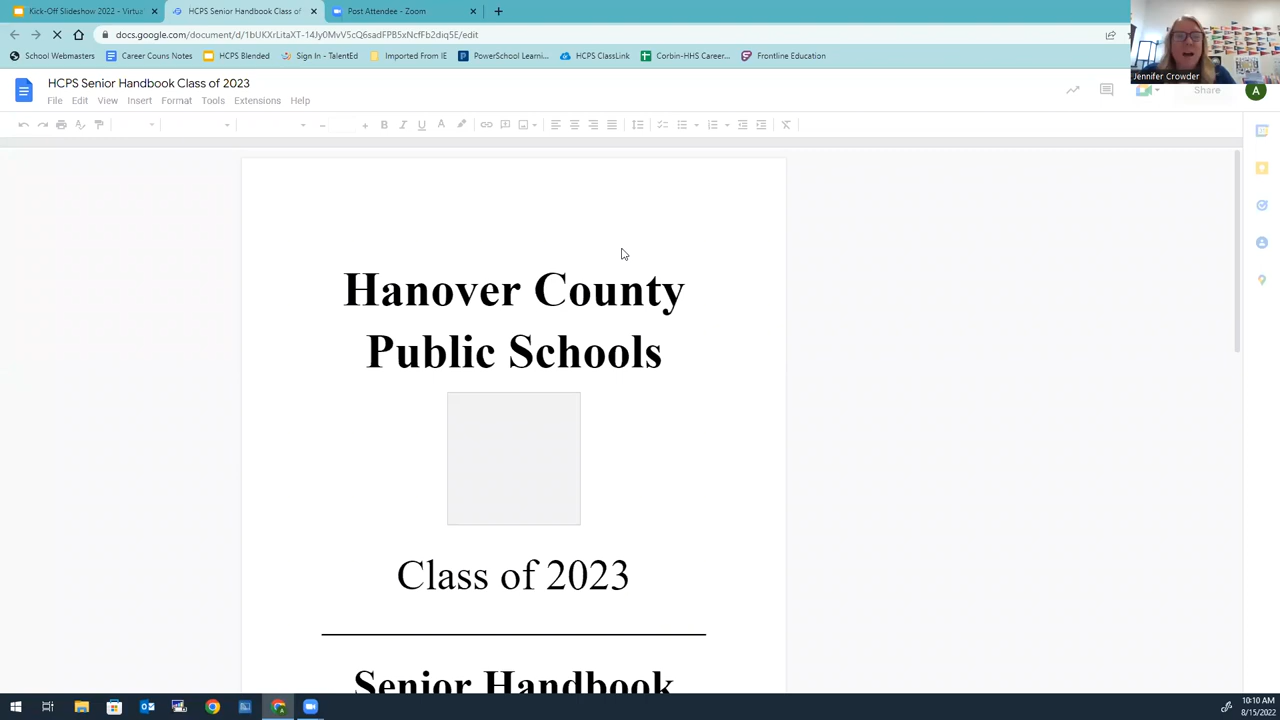 Kick-Off Slideshow 2022 - Virtua
HCPS Senior Handbook Class of
Post Attendee - Zoom
docs.google.com/document/d/1bUKXrLitaXT-14Jy0MvV5cQ6sadFPB5xNcfFb2diq5E/edit
School Webmasters
Career Couns Notes
HCPS Blended
Sign In - TalentEd
Imported From IE
PowerSchool Learni...
HCPS ClassLink
Corbin-HHS Career...
Frontline Education
Jennifer Crowder
HCPS Senior Handbook Class of 2023
File Edit View Insert Format Tools Extensions Help
Share
A
Hanover County
Public Schools
Class of 2023
Senior Handbook
10:10 AM
8/15/2022